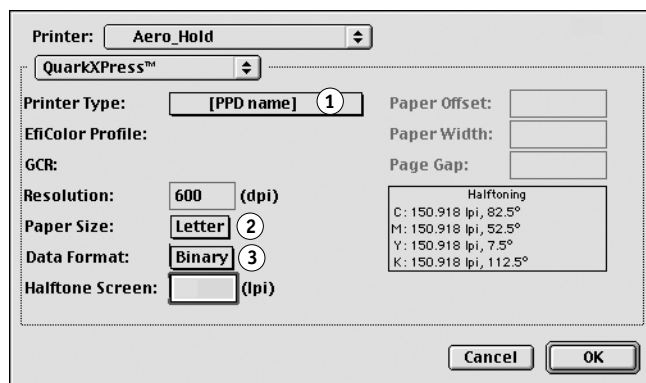 Printer: Aero_Hold
QuarkXPress™
Printer Type: [PPD name] 1
EfiColor Profile:
GCR:
Resolution: 600 (dpi)
Paper Size: Letter 2
Data Format: Binary 3
Halftone Screen: (lpi)
Paper Offset:
Paper Width:
Page Gap:
Halftoning
C: 150.918 lpi, 82.5°
M: 150.918 lpi, 52.5°
Y: 150.918 lpi, 7.5°
K: 150.918 lpi, 112.5°
Cancel OK